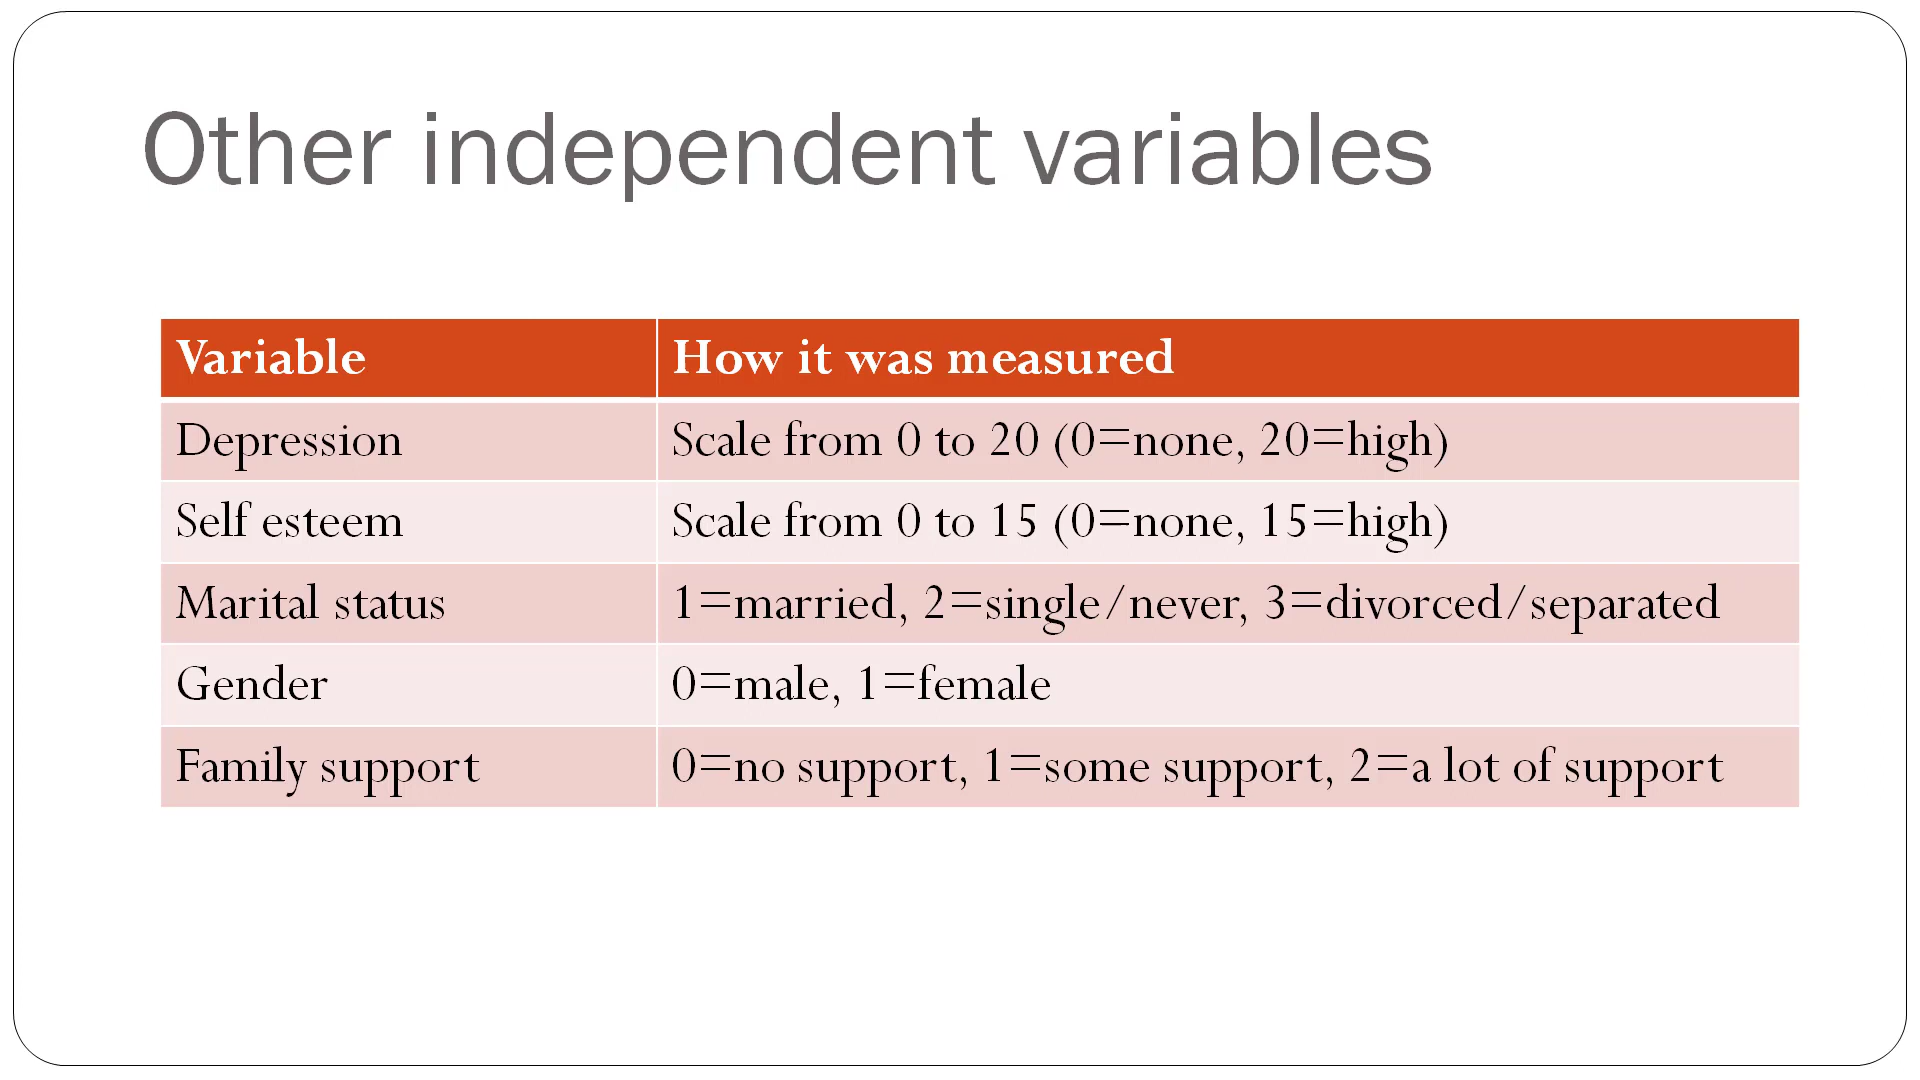 Other independent variables
Variable How it was measured
Depression Scale from 0 to 20 (0=none, 20=high)
Self esteem Scale from 0 to 15 (0=none, 15=high)
Marital status 1=married, 2=single/never, 3=divorced/separated
Gender 0=male, 1=female
Family support 0=no support, 1=some support, 2=a lot of support